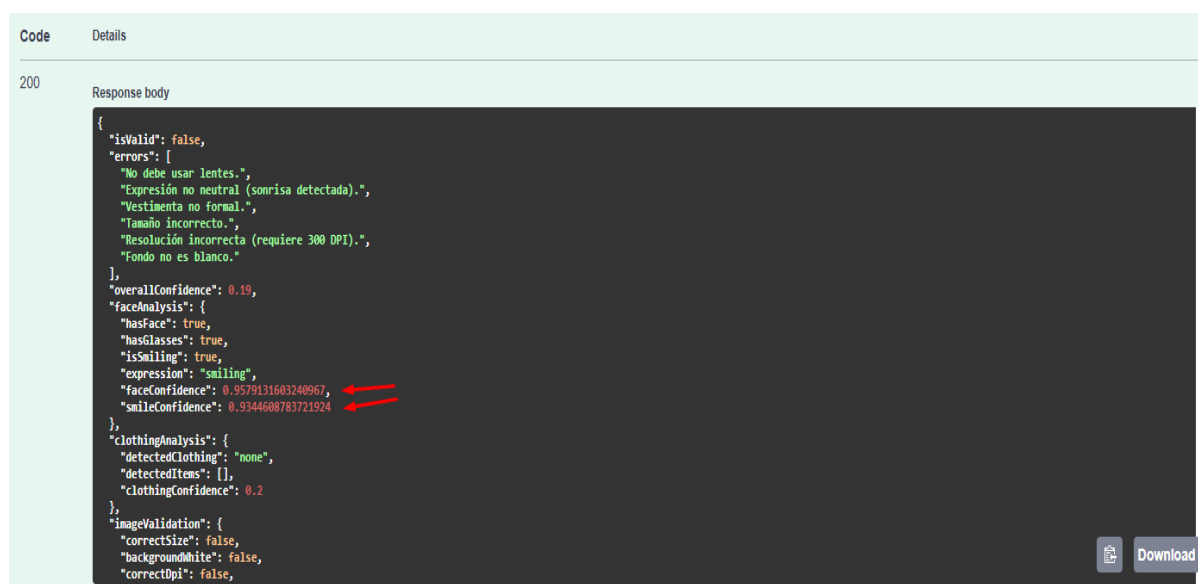 Code Details
200
Response body
{
"isValid": false,
"errors": [
"No debe usar lentes.",
"Expresión no neutral (sonrisa detectada).",
"Vestimenta no formal.",
"Tamaño incorrecto.",
"Resolución incorrecta (requiere 300 DPI).",
"Fondo no es blanco."
],
"overallConfidence": 0.19,
"faceAnalysis": {
"hasFace": true,
"hasGlasses": true,
"isSmiling": true,
"expression": "smiling",
"faceConfidence": 0.9579131603240967,
"smileConfidence": 0.9344608783721924
},
"clothingAnalysis": {
"detectedClothing": "none",
"detectedItems": [],
"clothingConfidence": 0.2
},
"imageValidation": {
"correctSize": false,
"backgroundWhite": false,
"correctDpi": false,
Download